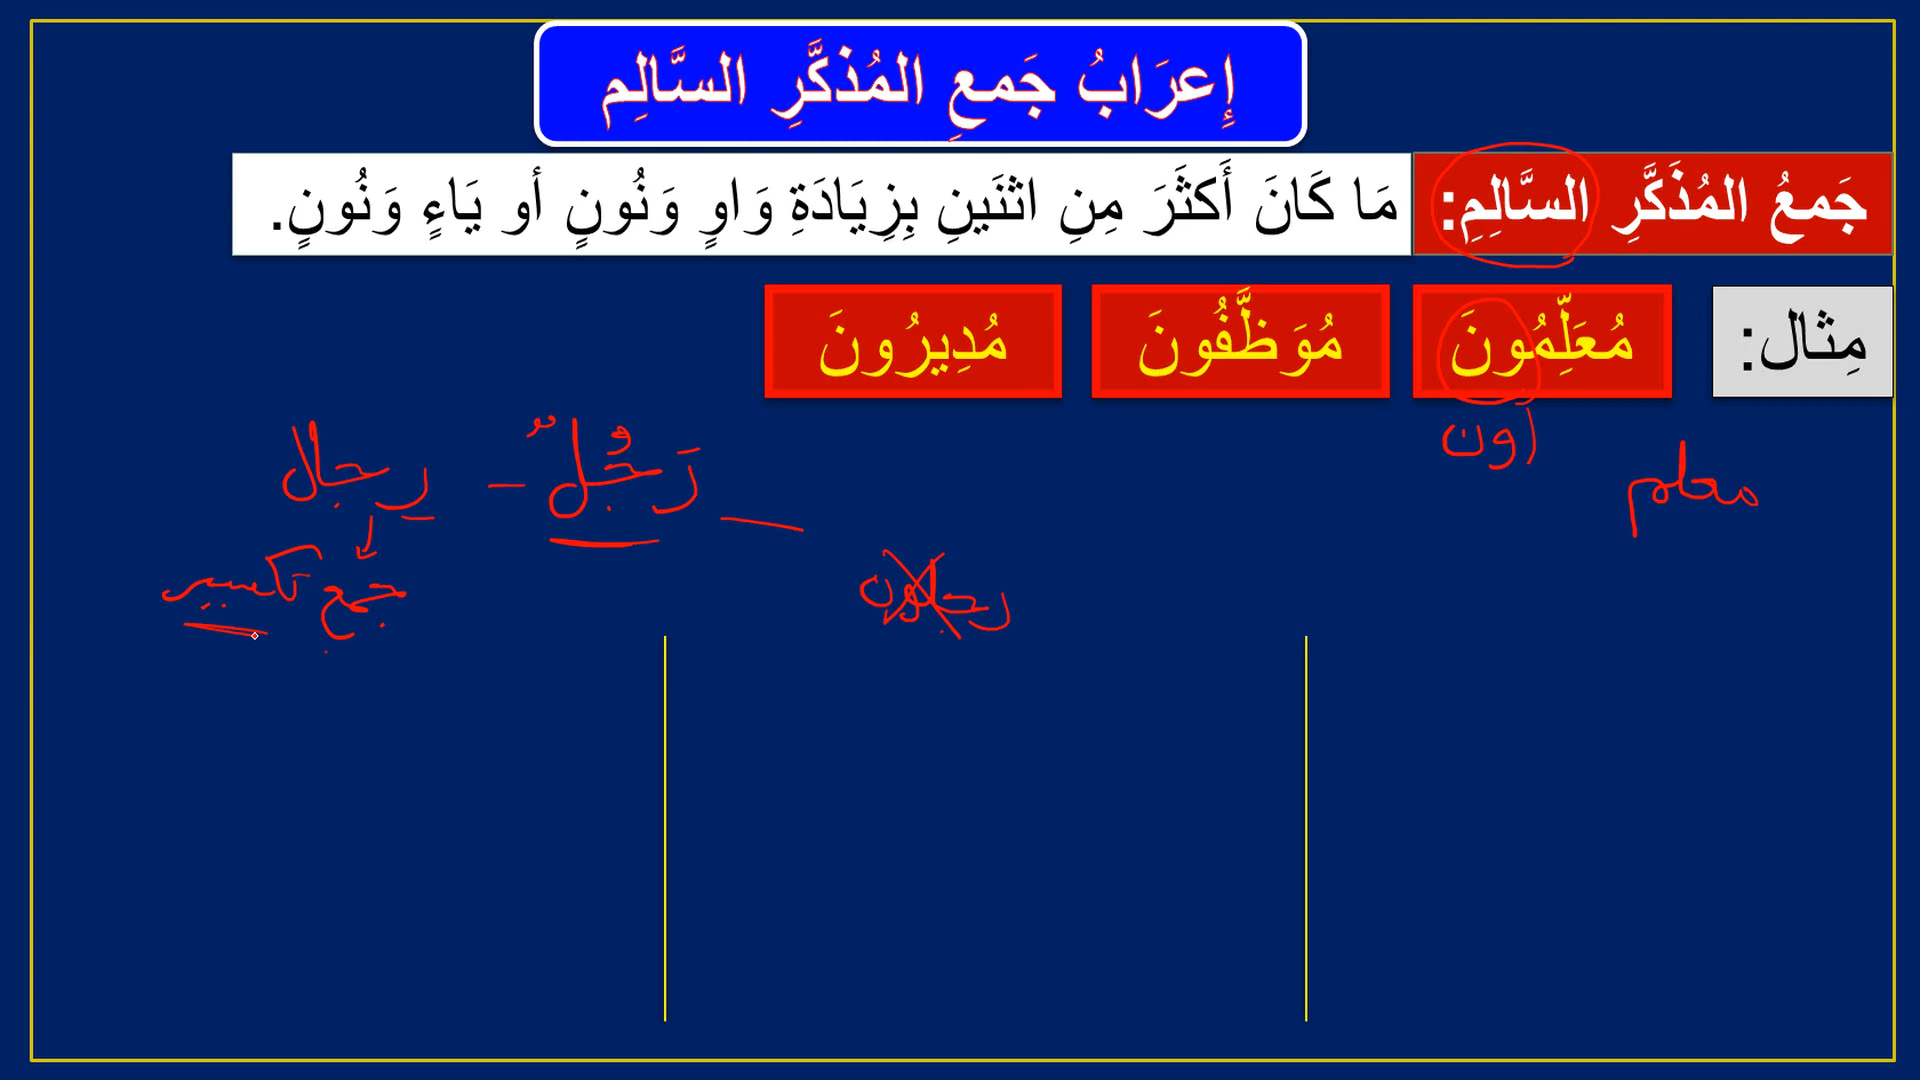 إِعرَابُ جَمعِ المُذكَّرِ السَّالِم
جَمعُ المُذَكَّرِ السَّالِمِ: مَا كَانَ أَكثَرَ مِنِ اثنَينِ بِزِيَادَةِ وَاوٍ وَنُونٍ أو يَاءٍ وَنُونٍ.
مِثال: مُعَلِّمُونَ مُوَظَّفُونَ مُدِيرُونَ
ون
معلم
رَجُلٌ - رجال
رجلون
جمع تكسير